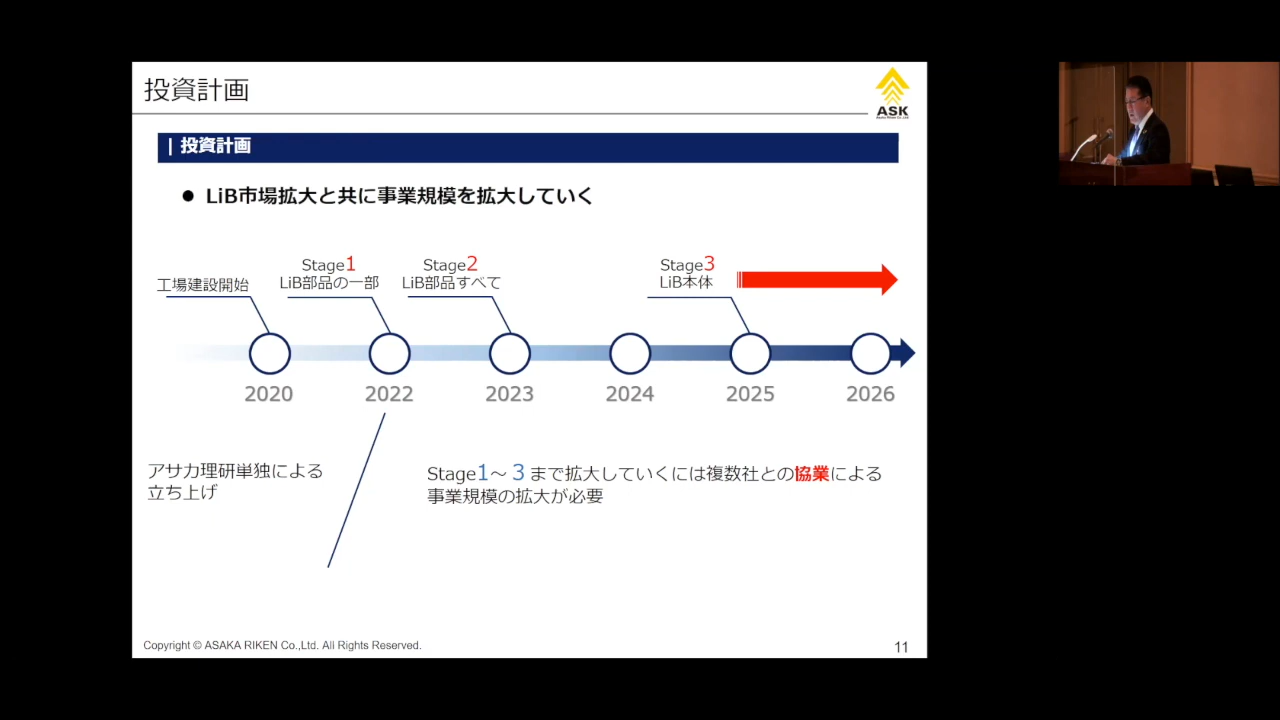 投資計画
ASK
Asaka Riken Co., Ltd.
| 投資計画
● LiB市場拡大と共に事業規模を拡大していく
工場建設開始
Stage1
LiB部品の一部
Stage2
LiB部品すべて
Stage3
LiB本体
2020
2022
2023
2024
2025
2026
アサカ理研単独による
立ち上げ
Stage1～3まで拡大していくには複数社との協業による
事業規模の拡大が必要
Copyright © ASAKA RIKEN Co.,Ltd. All Rights Reserved.
11